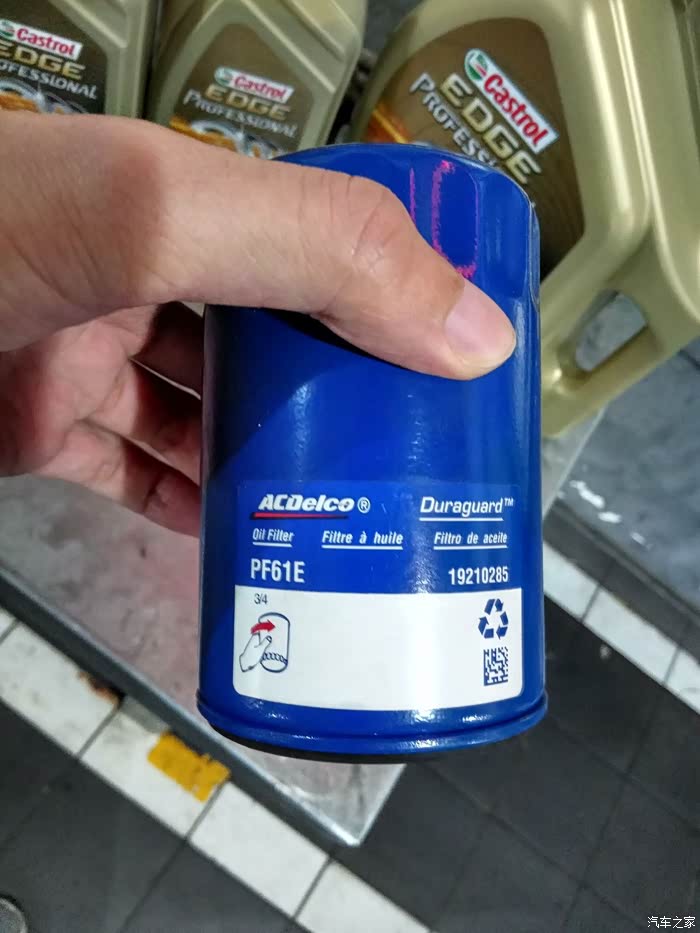 Castrol
EDGE
PROFESSIONAL
Castrol
EDGE
PROFESSIONAL
Castrol
EDGE
ACDelco® Duraguard™
Oil Filter Filtre à huile Filtro de aceite
PF61E 19210285
3/4
汽车之家